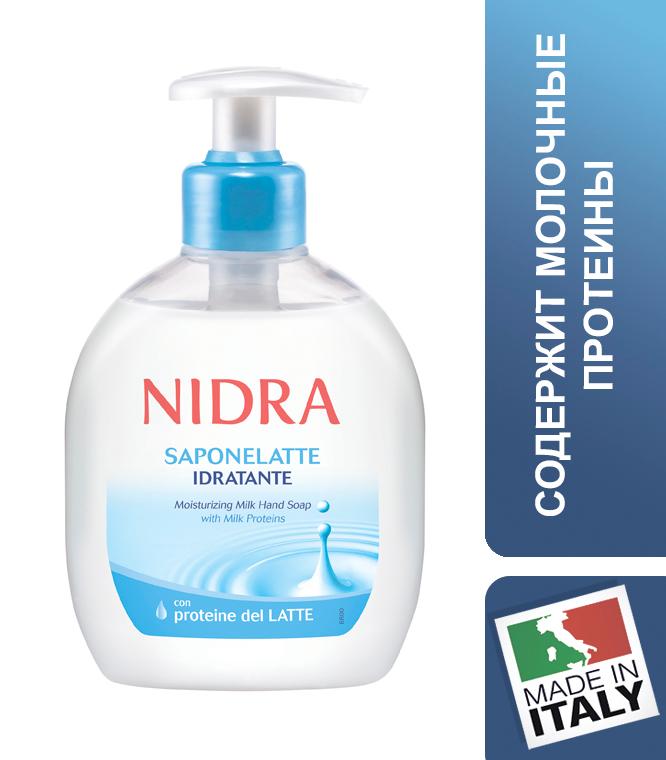 NIDRA
SAPONELATTE
IDRATANTE
Moisturizing Milk Hand Soap
with Milk Proteins
con
proteine del LATTE
СОДЕРЖИТ МОЛОЧНЫЕ
ПРОТЕИНЫ
MADE IN
ITALY